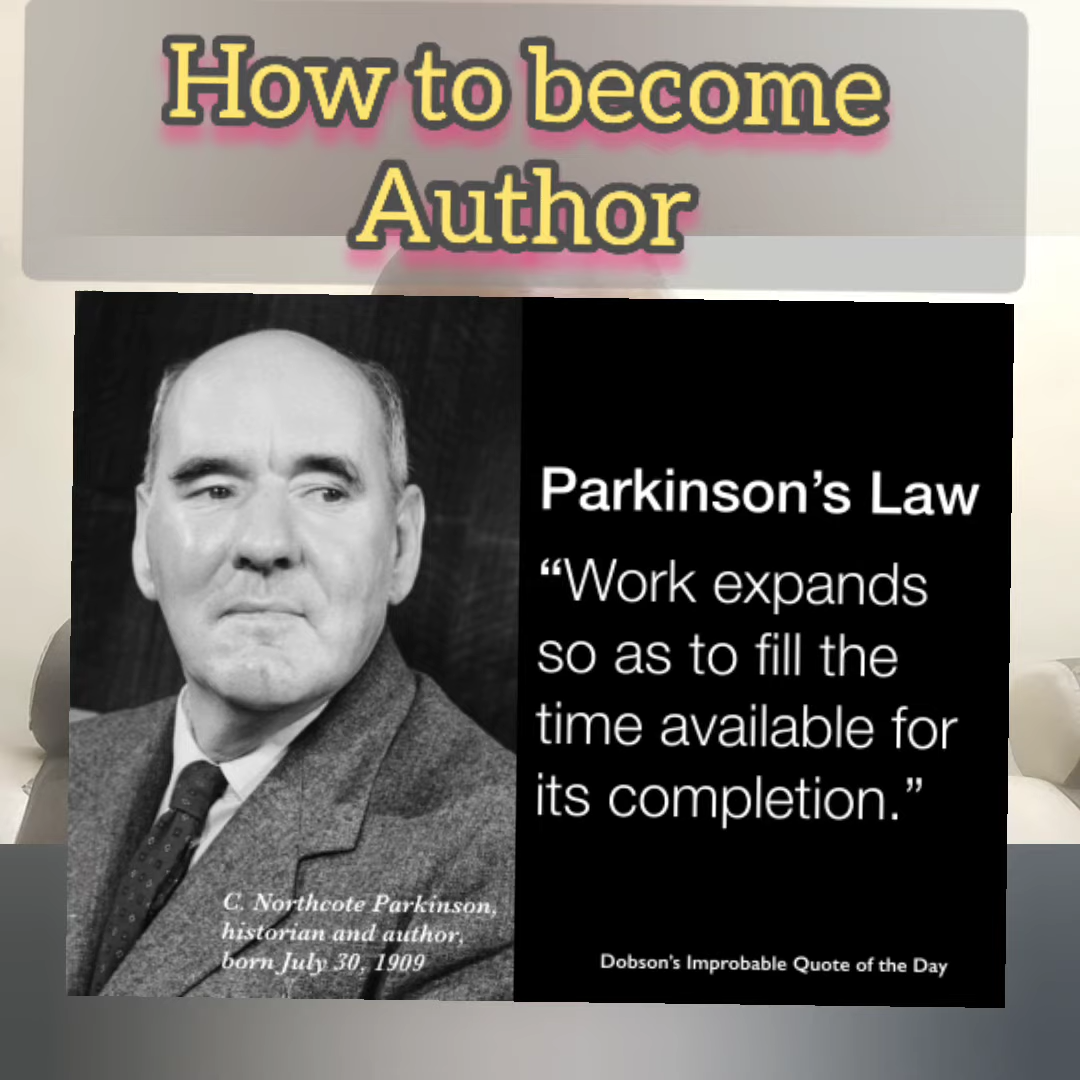 How to become
Author
Parkinson's Law
“Work expands
so as to fill the
time available for
its completion.”
C. Northcote Parkinson,
historian and author,
born July 30, 1909
Dobson's Improbable Quote of the Day